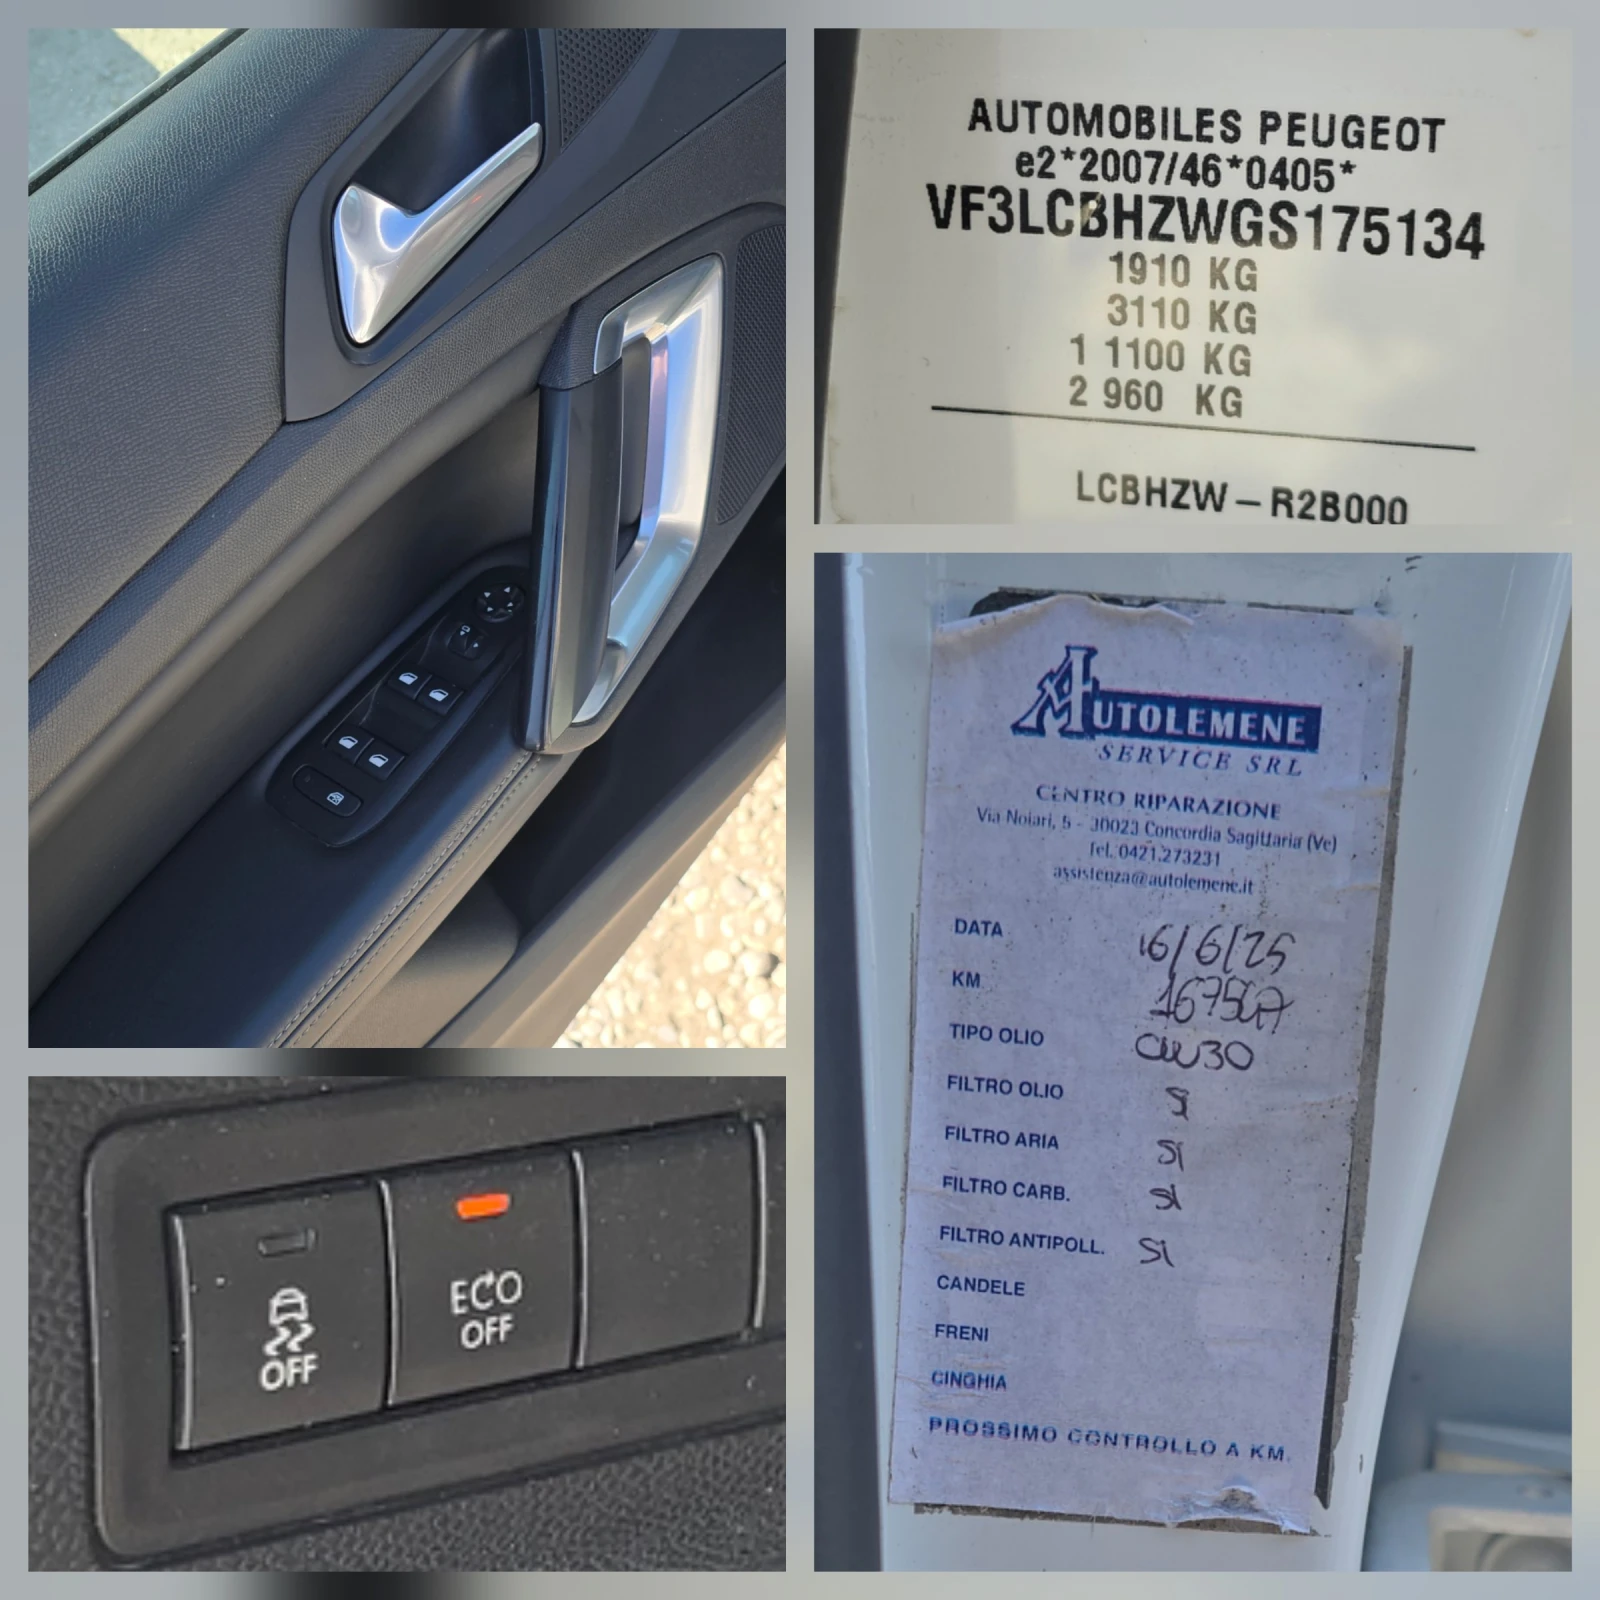 AUTOMOBILES PEUGEOT
e2*2007/46*0405*
VF3LCBHZWGS175134
1910 KG
3110 KG
1 1100 KG
2 960 KG
LCBHZW – R2B000
AUTOLEMENE
SERVICE SRL
CENTRO RIPARAZIONE
Via Noiari, 5 - 30023 Concordia Sagittaria (Ve)
Tel. 0421.273231
assistenza@autolemene.it
DATA 16/6/25
KM
TIPO OLIO 0W30
FILTRO OLIO Si
FILTRO ARIA Si
FILTRO CARB. Si
FILTRO ANTIPOLL. Si
CANDELE
FRENI
CINGHIA
PROSSIMO CONTROLLO A KM.
OFF
ECO
OFF